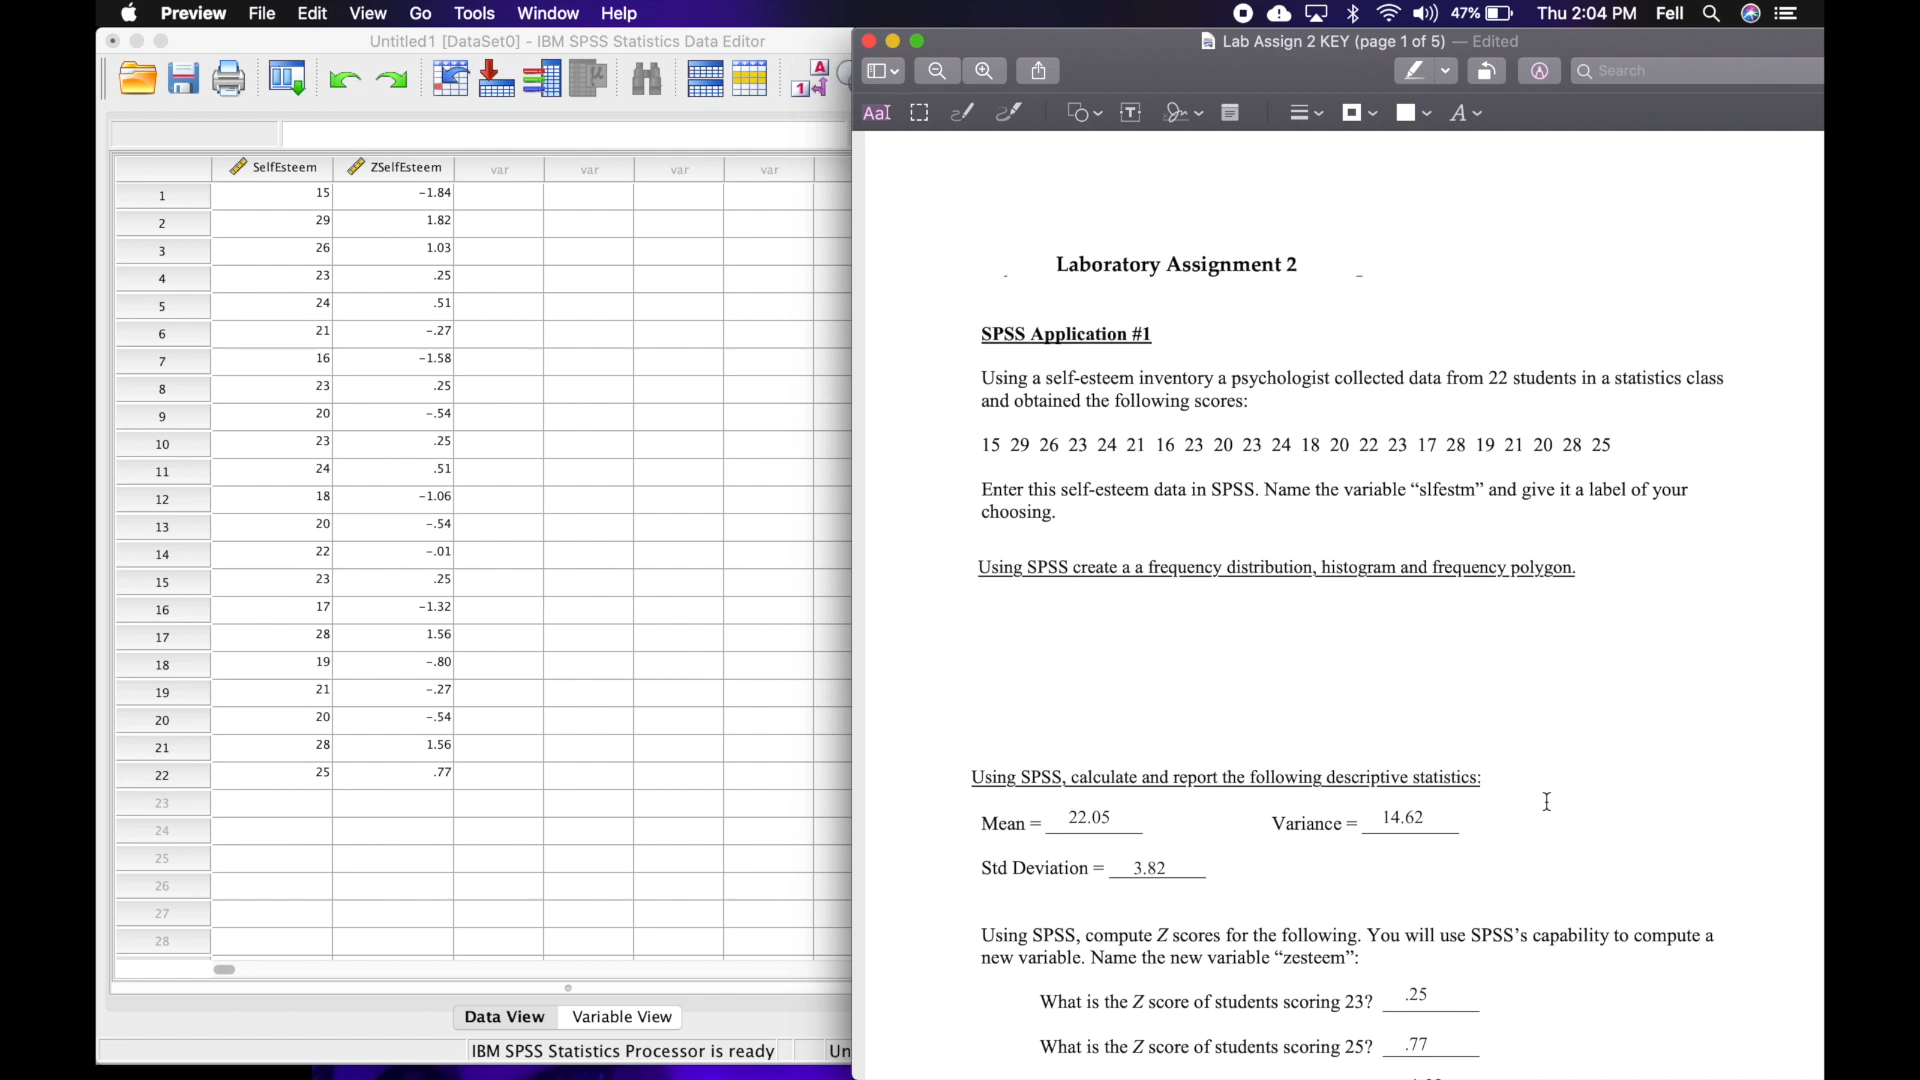 Preview File Edit View Go Tools Window Help 47% Thu 2:04 PM Fell
Untitled1 [DataSet0] - IBM SPSS Statistics Data Editor
SelfEsteem ZSelfEsteem var var var var
1 15 -1.84
2 29 1.82
3 26 1.03
4 23 .25
5 24 .51
6 21 -.27
7 16 -1.58
8 23 .25
9 20 -.54
10 23 .25
11 24 .51
12 18 -1.06
13 20 -.54
14 22 -.01
15 23 .25
16 17 -1.32
17 28 1.56
18 19 -.80
19 21 -.27
20 20 -.54
21 28 1.56
22 25 .77
23
24
25
26
27
28
Data View Variable View
IBM SPSS Statistics Processor is ready Un
Lab Assign 2 KEY (page 1 of 5) — Edited
Search
Laboratory Assignment 2
SPSS Application #1
Using a self-esteem inventory a psychologist collected data from 22 students in a statistics class
and obtained the following scores:
15 29 26 23 24 21 16 23 20 23 24 18 20 22 23 17 28 19 21 20 28 25
Enter this self-esteem data in SPSS. Name the variable “slfestm” and give it a label of your
choosing.
Using SPSS create a a frequency distribution, histogram and frequency polygon.
Using SPSS, calculate and report the following descriptive statistics:
Mean = 22.05 Variance = 14.62
Std Deviation = 3.82
Using SPSS, compute Z scores for the following. You will use SPSS’s capability to compute a
new variable. Name the new variable “zesteem”:
What is the Z score of students scoring 23? .25
What is the Z score of students scoring 25? .77